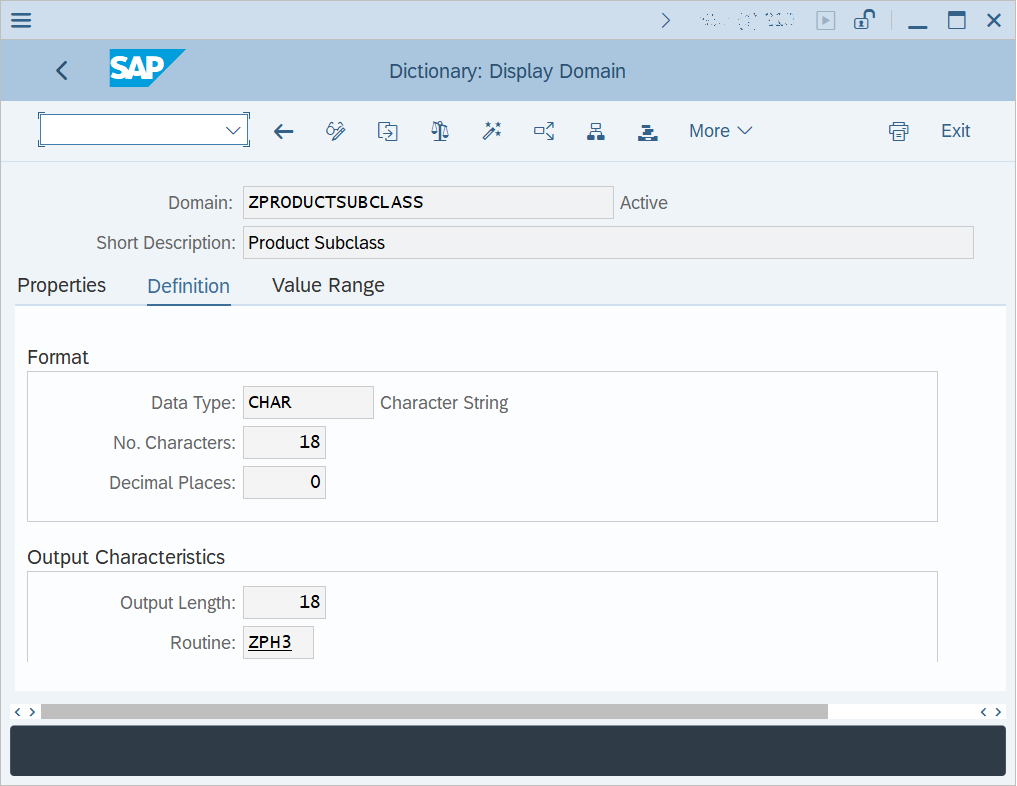 SAP
Dictionary: Display Domain
More
Exit
Domain: ZPRODUCTSUBCLASS Active
Short Description: Product Subclass
Properties Definition Value Range
Format
Data Type: CHAR Character String
No. Characters: 18
Decimal Places: 0
Output Characteristics
Output Length: 18
Routine: ZPH3